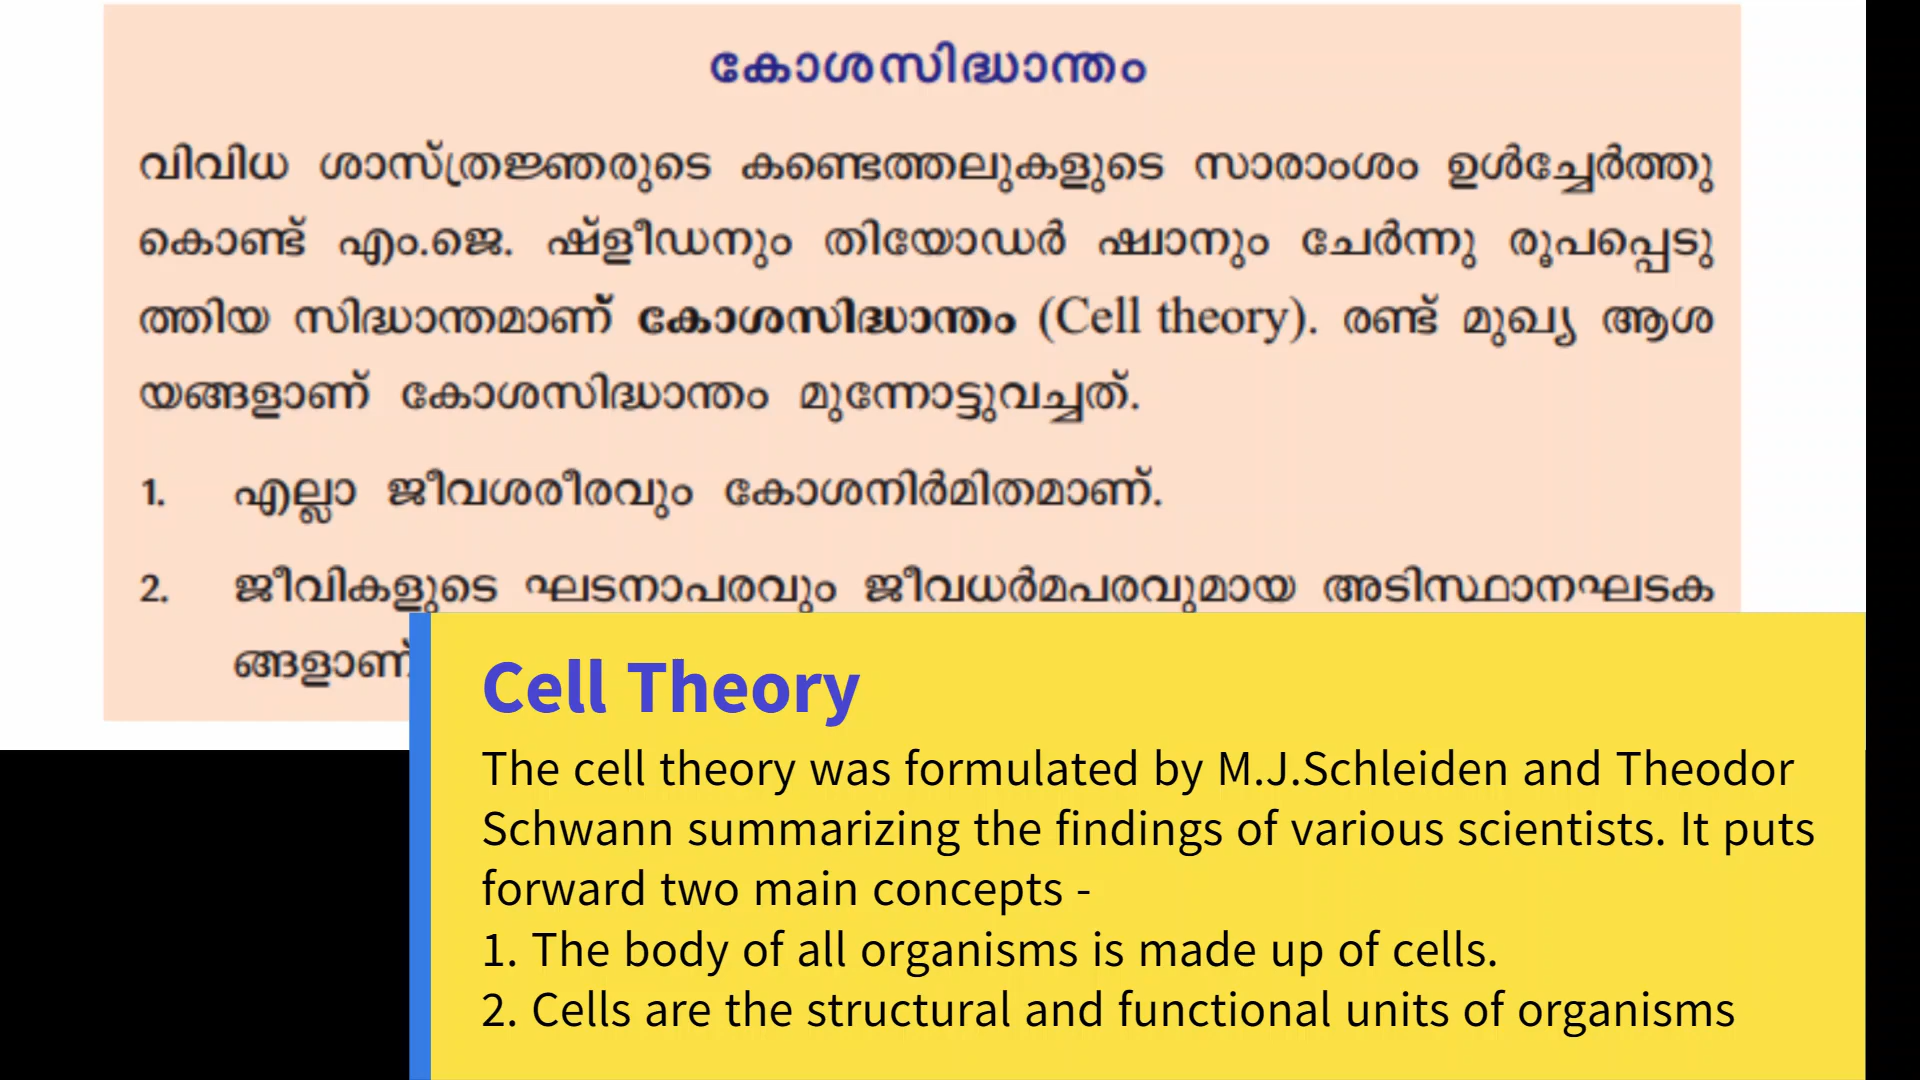 കോശസിദ്ധാന്തം
വിവിധ ശാസ്ത്രജ്ഞരുടെ കണ്ടെത്തലുകളുടെ സാരാംശം ഉൾച്ചേർത്തു
കൊണ്ട് എം.ജെ. ഷ്ളീഡനും തിയോഡർ ഷ്വാനും ചേർന്നു രൂപപ്പെടു
ത്തിയ സിദ്ധാന്തമാണ് കോശസിദ്ധാന്തം (Cell theory). രണ്ട് മുഖ്യ ആശ
യങ്ങളാണ് കോശസിദ്ധാന്തം മുന്നോട്ടുവച്ചത്.
1. എല്ലാ ജീവശരീരവും കോശനിർമിതമാണ്.
2. ജീവികളുടെ ഘടനാപരവും ജീവധർമപരവുമായ അടിസ്ഥാനഘടക
ങ്ങളാണ്
Cell Theory
The cell theory was formulated by M.J.Schleiden and Theodor
Schwann summarizing the findings of various scientists. It puts
forward two main concepts -
1. The body of all organisms is made up of cells.
2. Cells are the structural and functional units of organisms